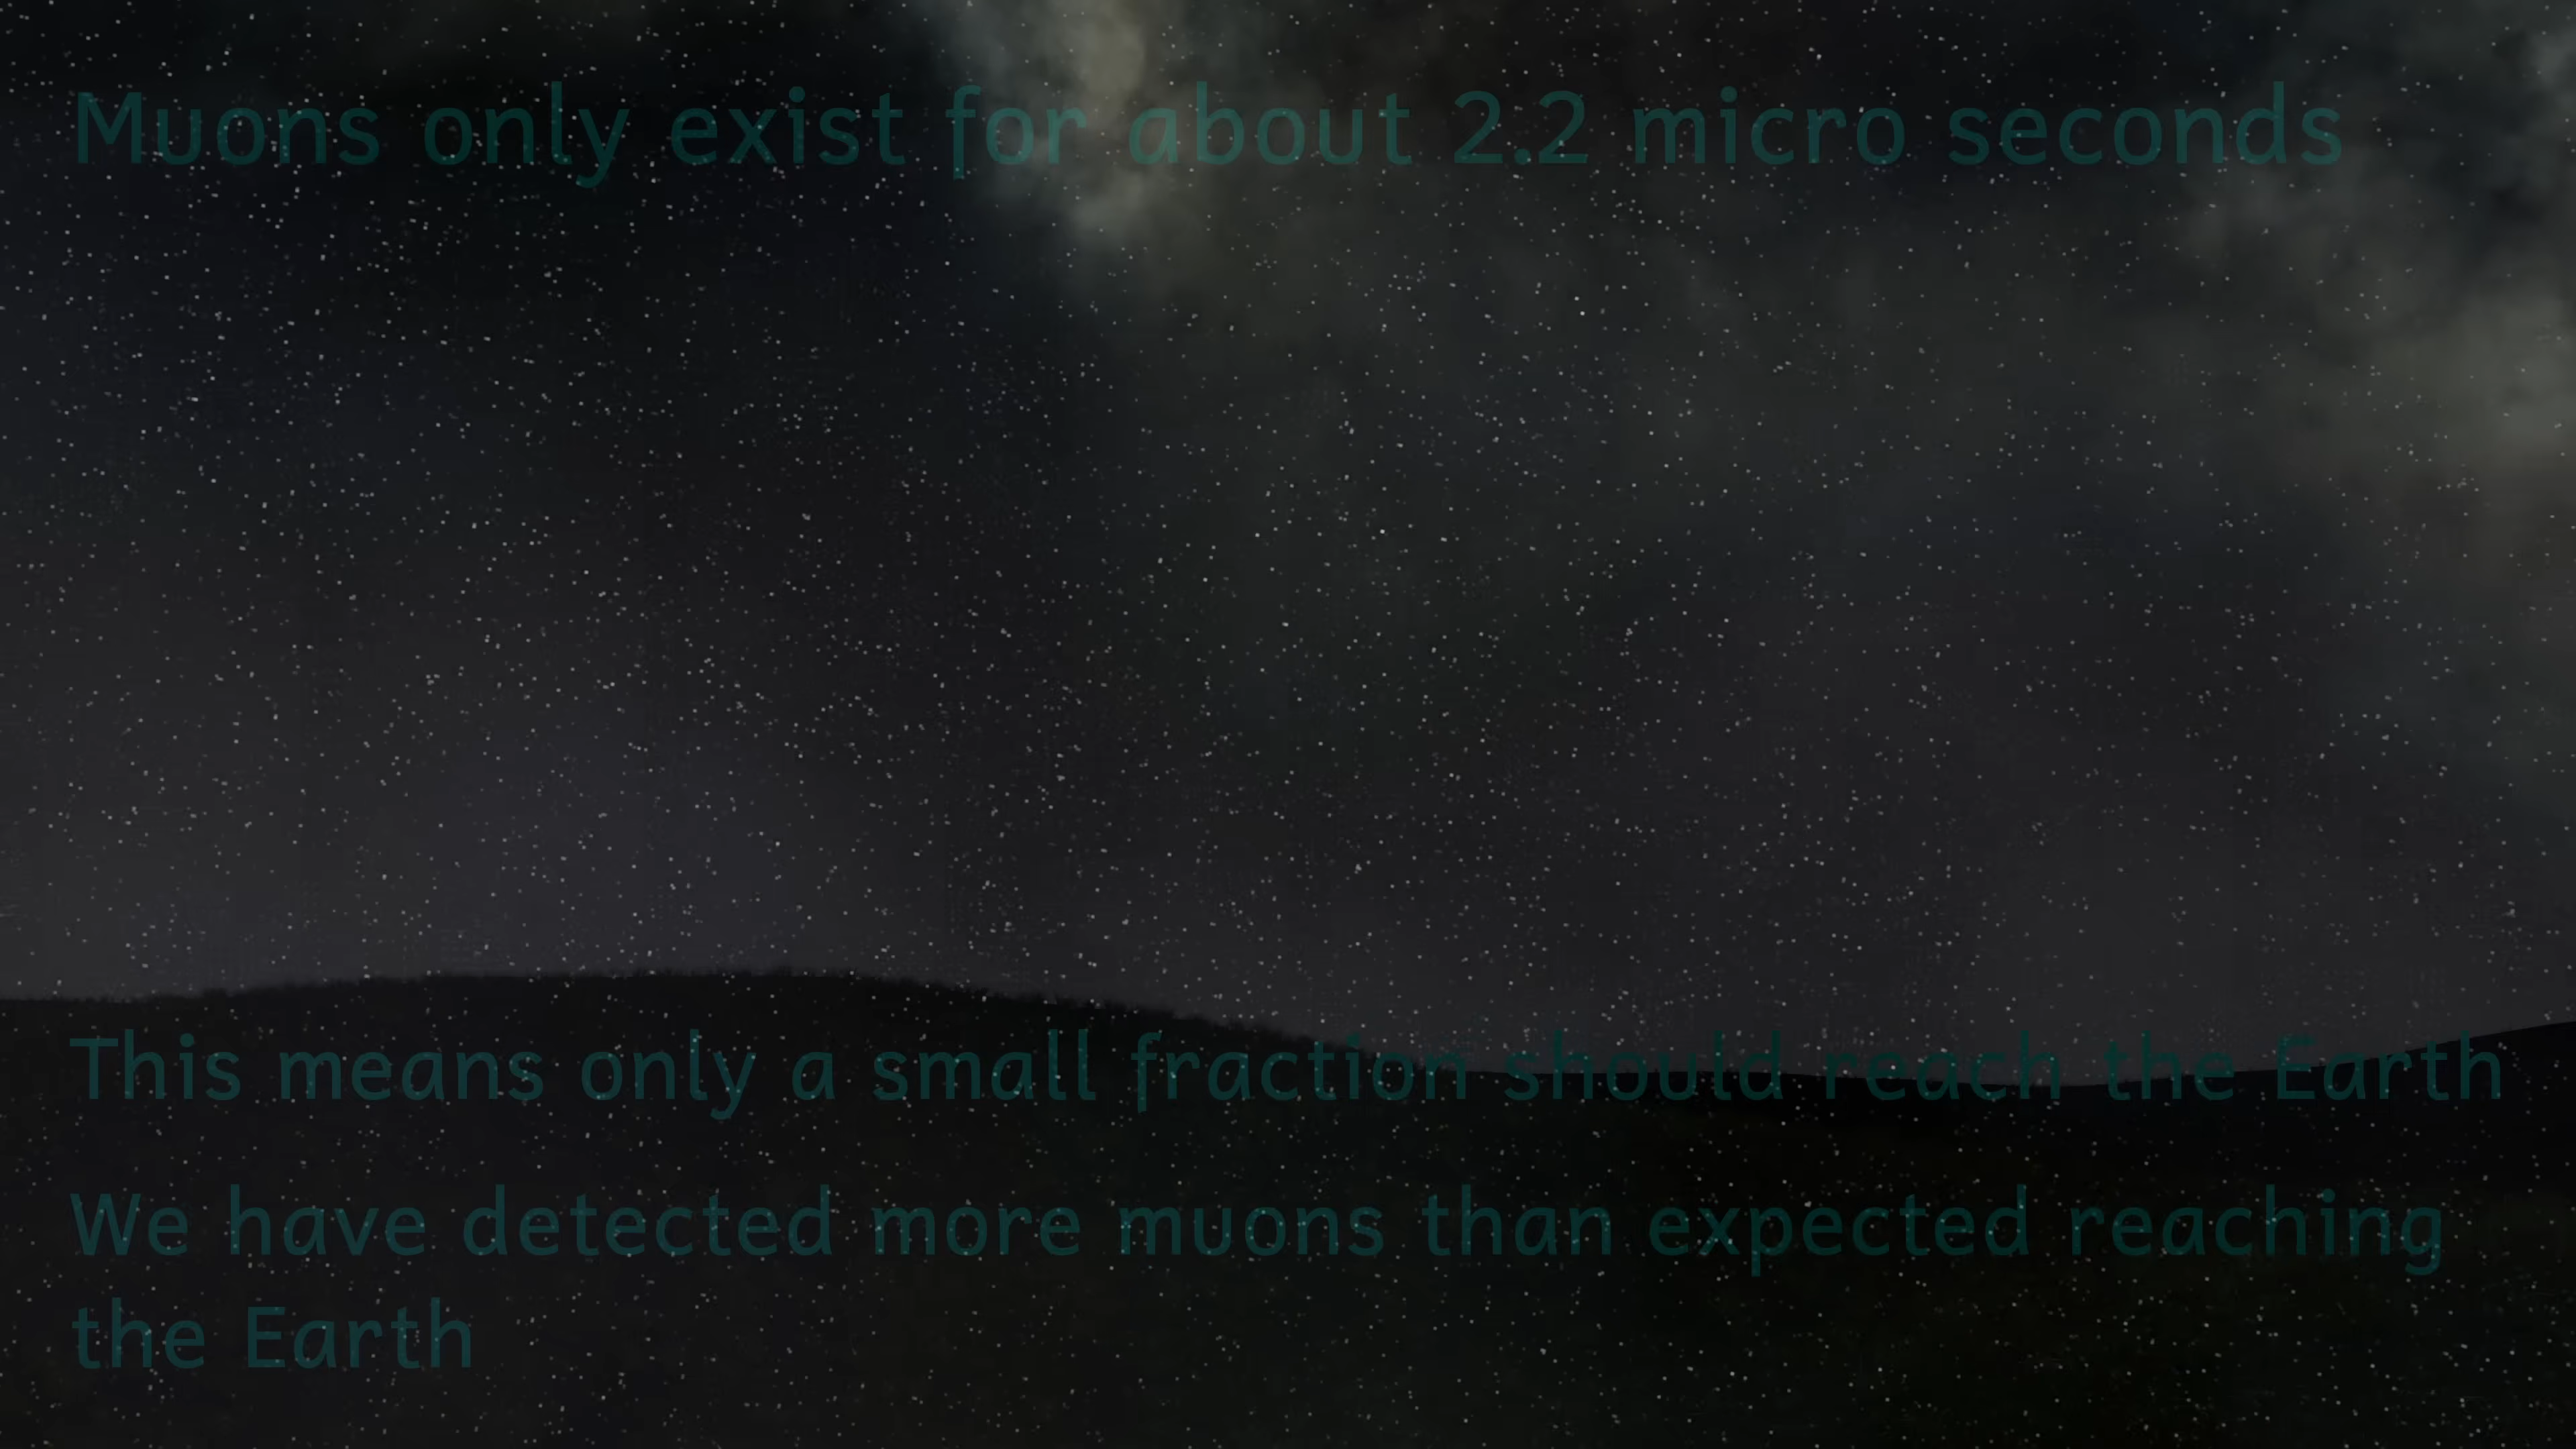 Muons only exist for about 2.2 micro seconds
This means only a small fraction should reach the Earth
We have detected more muons than expected reaching
the Earth